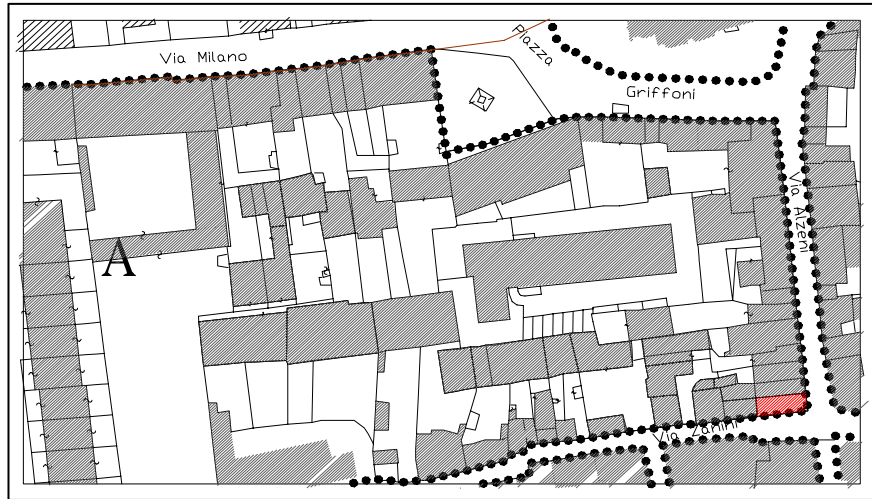 Via Milano
Piazza
Griffoni
Via Alzeni
A
Via Zanini